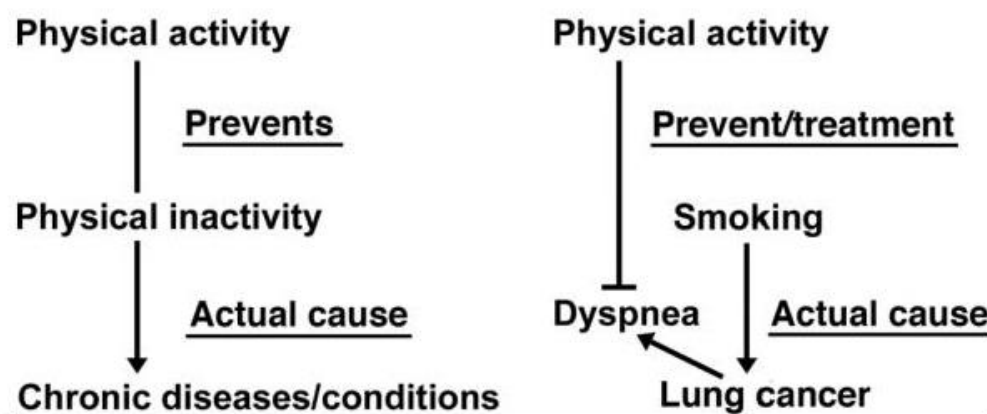 Physical activity
Prevents
Physical inactivity
Actual cause
Chronic diseases/conditions
Physical activity
Prevent/treatment
Smoking
Dyspnea
Actual cause
Lung cancer